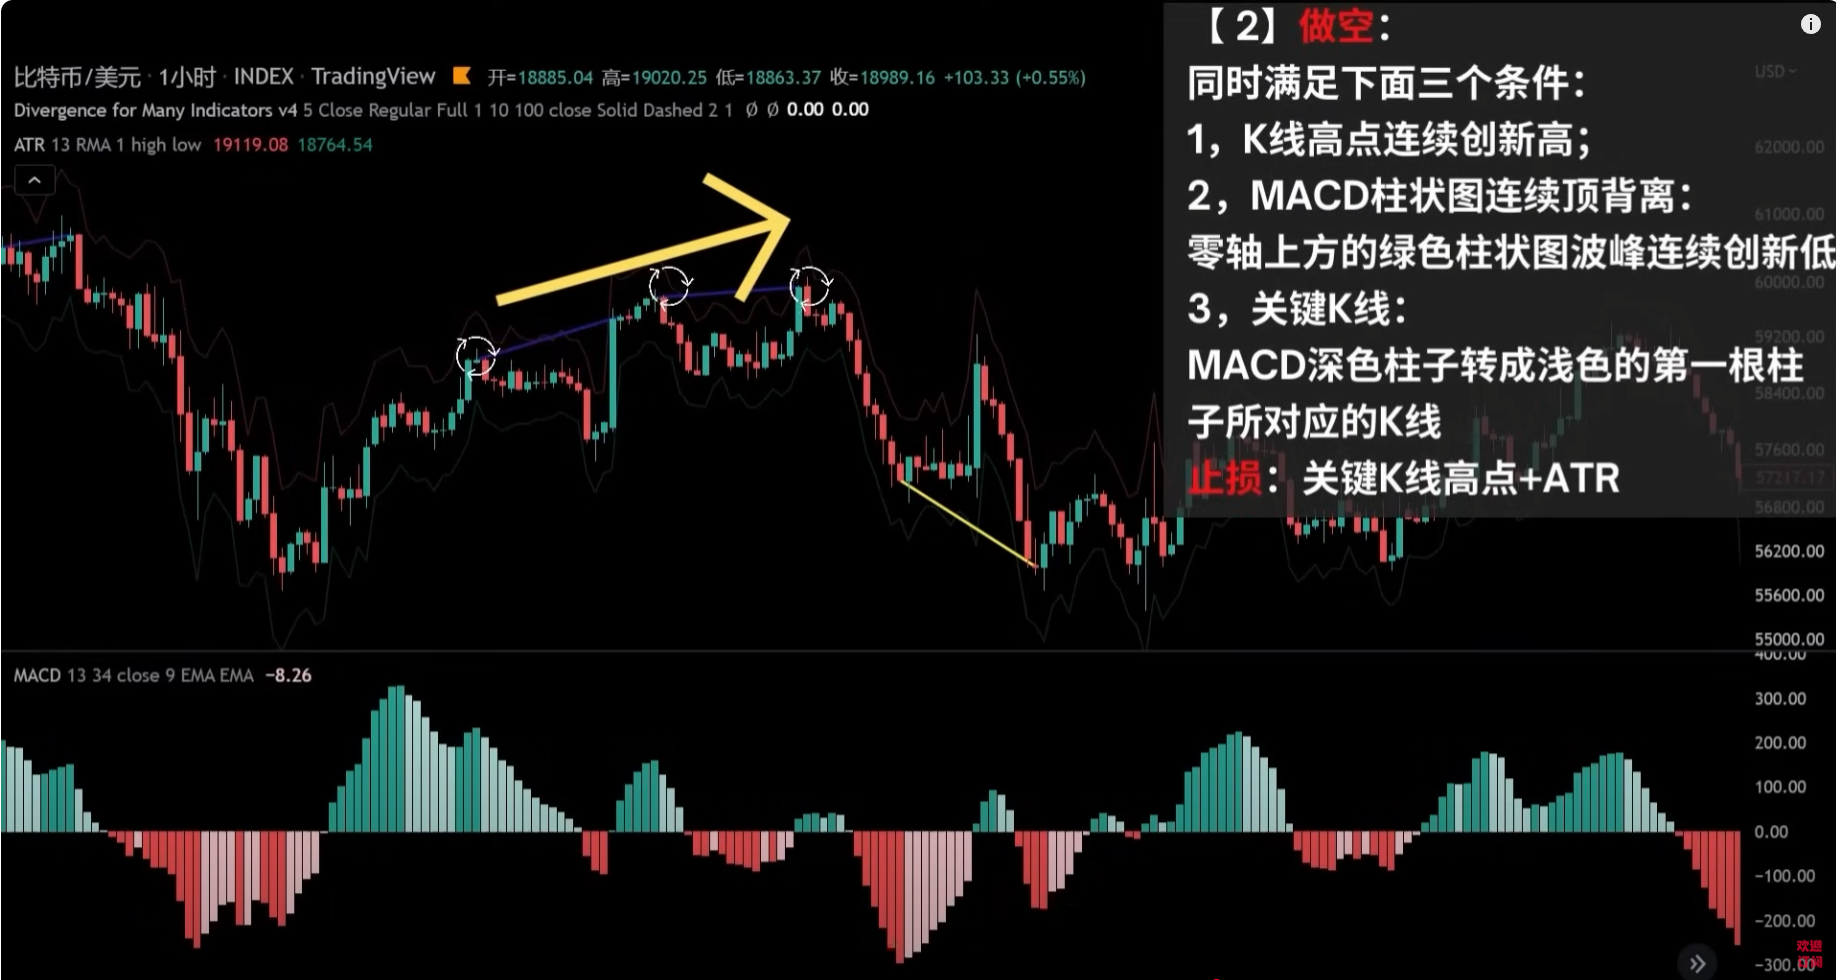 【2】做空：
同时满足下面三个条件：
1，K线高点连续创新高；
2，MACD柱状图连续顶背离：
零轴上方的绿色柱状图波峰连续创新低
3，关键K线：
MACD深色柱子转成浅色的第一根柱
子所对应的K线
止损：关键K线高点+ATR
比特币/美元 · 1小时 · INDEX · TradingView 开=18885.04 高=19020.25 低=18863.37 收=18989.16 +103.33 (+0.55%)
Divergence for Many Indicators v4 5 Close Regular Full 1 10 100 close Solid Dashed 2 1 Ø Ø 0.00 0.00
ATR 13 RMA 1 high low 19119.08 18764.54
USD
62000.00
61000.00
60000.00
59200.00
58400.00
57600.00
57217.17
56800.00
56200.00
55600.00
55000.00
MACD 13 34 close 9 EMA EMA −8.26
400.00
300.00
200.00
100.00
0.00
−100.00
−200.00
−300.00
欢迎